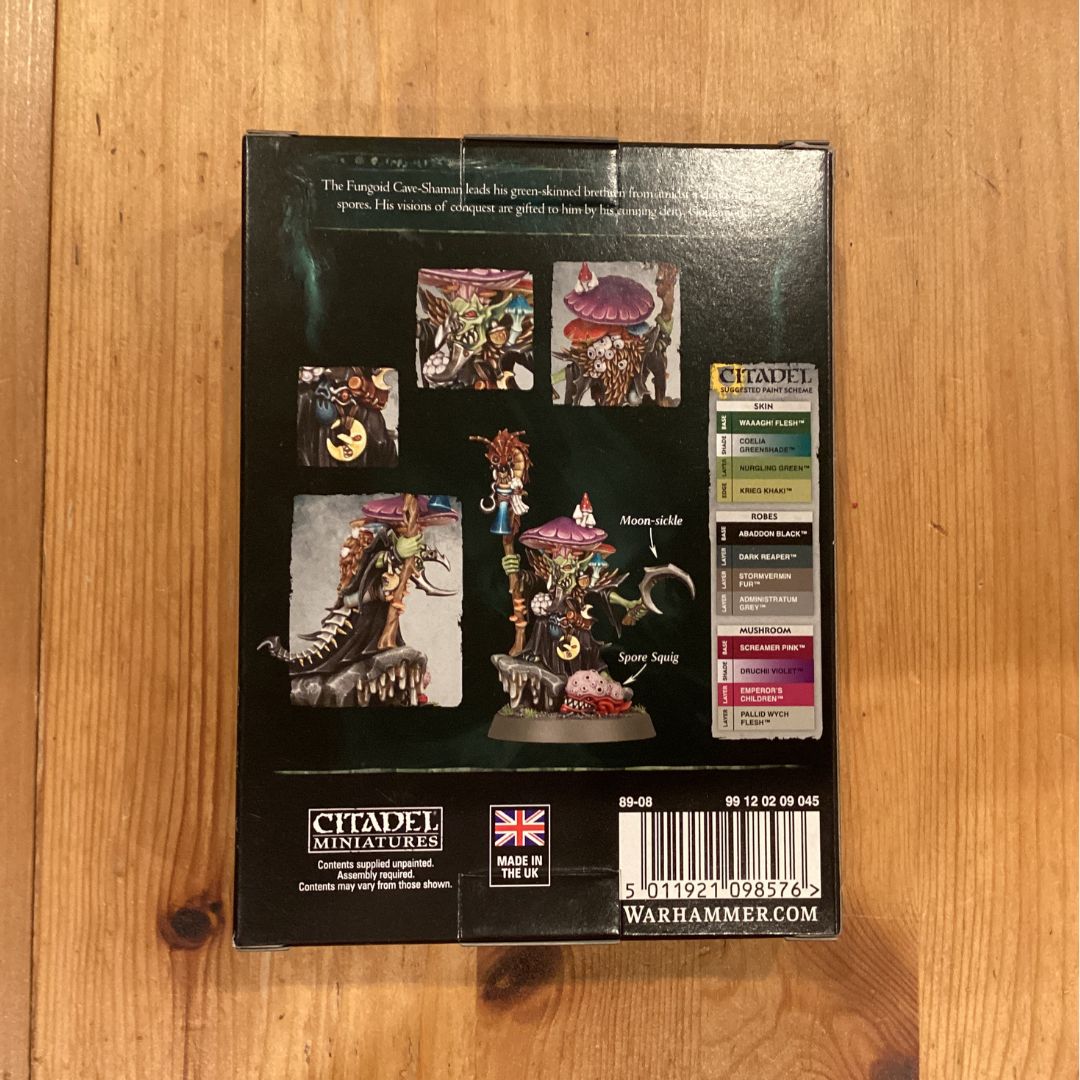 The Fungoid Cave-Shaman leads his green-skinned brethren from amidst
spores. His visions of conquest are gifted to him by his cunning deity,
CITADEL
SUGGESTED PAINT SCHEME
SKIN
BASE WAAAGH! FLESH™
SHADE COELIA GREENSHADE™
LAYER NURGLING GREEN™
EDGE KRIEG KHAKI™
ROBES
BASE ABADDON BLACK™
LAYER DARK REAPER™
LAYER STORMVERMIN FUR™
LAYER ADMINISTRATUM GREY™
MUSHROOM
BASE SCREAMER PINK™
SHADE DRUCHII VIOLET™
LAYER EMPEROR'S CHILDREN™
LAYER PALLID WYCH FLESH™
Moon-sickle
Spore Squig
CITADEL
MINIATURES
Contents supplied unpainted.
Assembly required.
Contents may vary from those shown.
MADE IN
THE UK
89-08 99 12 02 09 045
5 011921 098576 >
WARHAMMER.COM